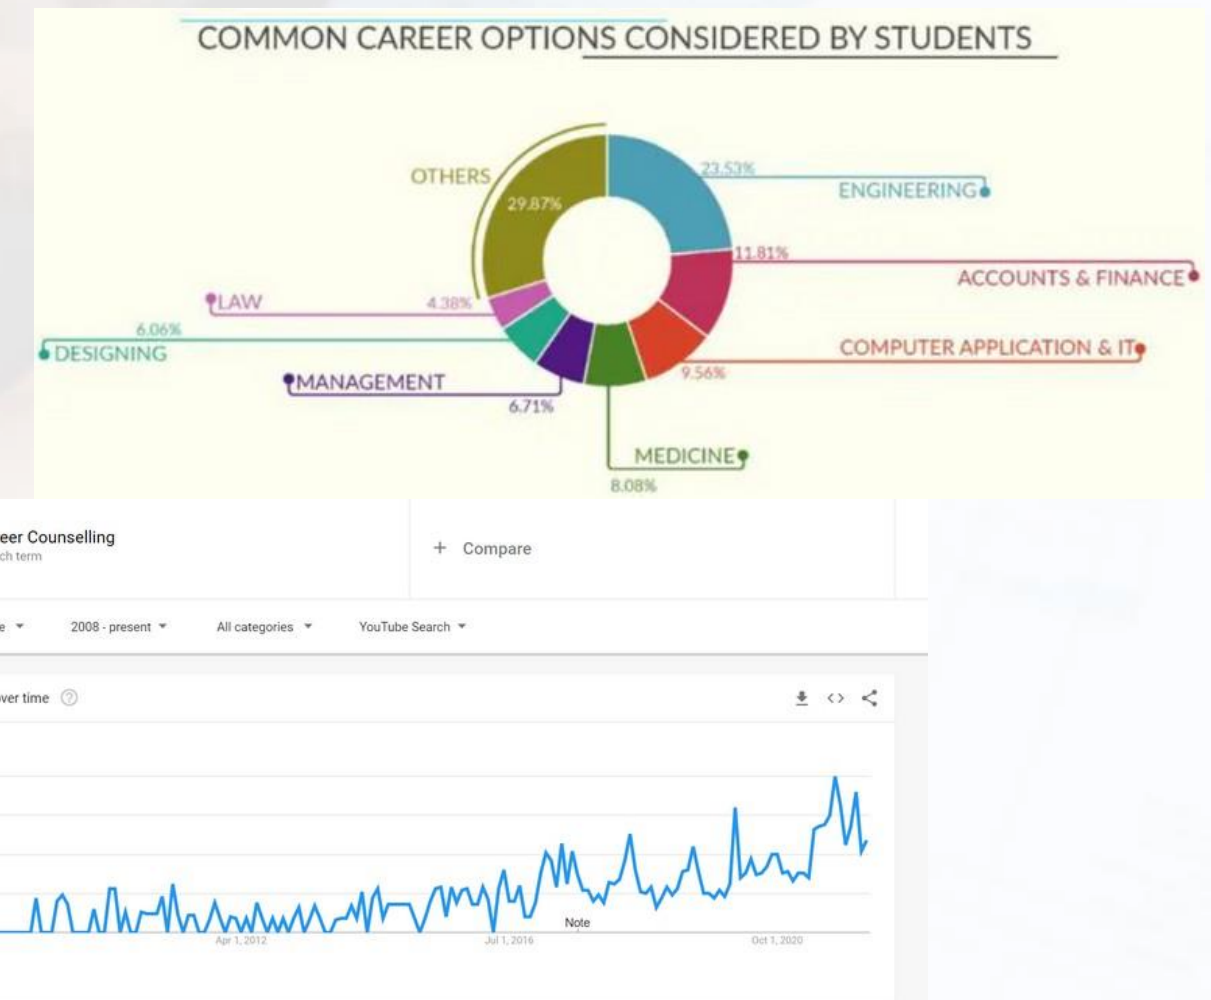 COMMON CAREER OPTIONS CONSIDERED BY STUDENTS
OTHERS
29.87%
23.53%
ENGINEERING
11.81%
ACCOUNTS & FINANCE
LAW
4.38%
6.06%
DESIGNING
COMPUTER APPLICATION & IT
9.56%
MANAGEMENT
6.71%
MEDICINE
8.08%
eer Counselling
ch term
+ Compare
e
2008 - present
All categories
YouTube Search
over time
Note
Apr 1, 2012
Jul 1, 2016
Oct 1, 2020